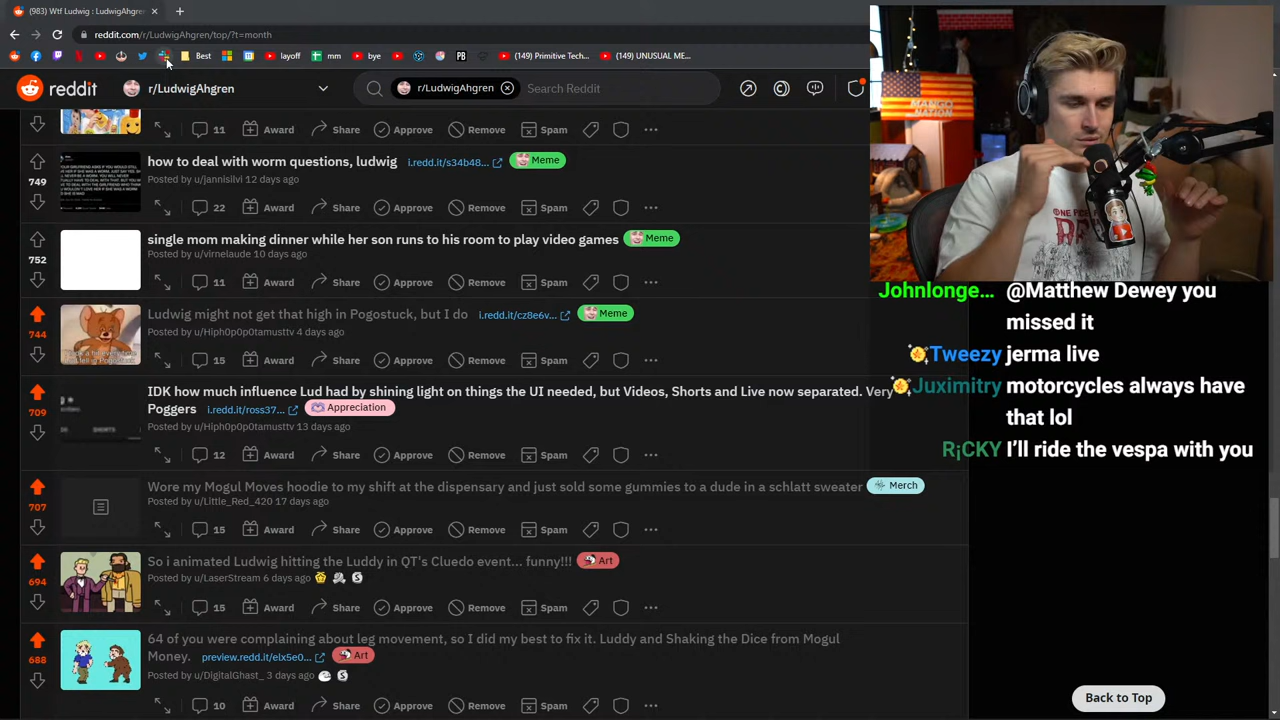 (983) Wtf Ludwig : LudwigAhgre
reddit.com/r/LudwigAhgren/top/?t=month
Best layoff mm bye PB (149) Primitive Tech... (149) UNUSUAL ME...
reddit r/LudwigAhgren r/LudwigAhgren Search Reddit
11 Award Share Approve Remove Spam
how to deal with worm questions, ludwig i.redd.it/s34b48... Meme
749 Posted by u/jannislivi 12 days ago
22 Award Share Approve Remove Spam
single mom making dinner while her son runs to his room to play video games Meme
752 Posted by u/virnelaude 10 days ago
11 Award Share Approve Remove Spam
Ludwig might not get that high in Pogostuck, but I do i.redd.it/cz8e6v... Meme
744 Posted by u/Hiph0p0p0tamusttv 4 days ago
15 Award Share Approve Remove Spam
IDK how much influence Lud had by shining light on things the UI needed, but Videos, Shorts and Live now separated. Very
709 Poggers i.redd.it/ross37... Appreciation
Posted by u/Hiph0p0p0tamusttv 13 days ago
SHORTS
12 Award Share Approve Remove Spam
Wore my Mogul Moves hoodie to my shift at the dispensary and just sold some gummies to a dude in a schlatt sweater Merch
707 Posted by u/Little_Red_420 17 days ago
15 Award Share Approve Remove Spam
So i animated Ludwig hitting the Luddy in QT's Cluedo event... funny!!! Art
694 Posted by u/LaserStream 6 days ago
15 Award Share Approve Remove Spam
64 of you were complaining about leg movement, so I did my best to fix it. Luddy and Shaking the Dice from Mogul
688 Money. preview.redd.it/elx5e0... Art
Posted by u/DigitalGhast_ 3 days ago
10 Award Share Approve Remove Spam
MANGO
NATION
ONE PIECE
Johnlonge... @Matthew Dewey you
missed it
Tweezy jerma live
Juximitry motorcycles always have
that lol
R¡CKY I’ll ride the vespa with you
Back to Top